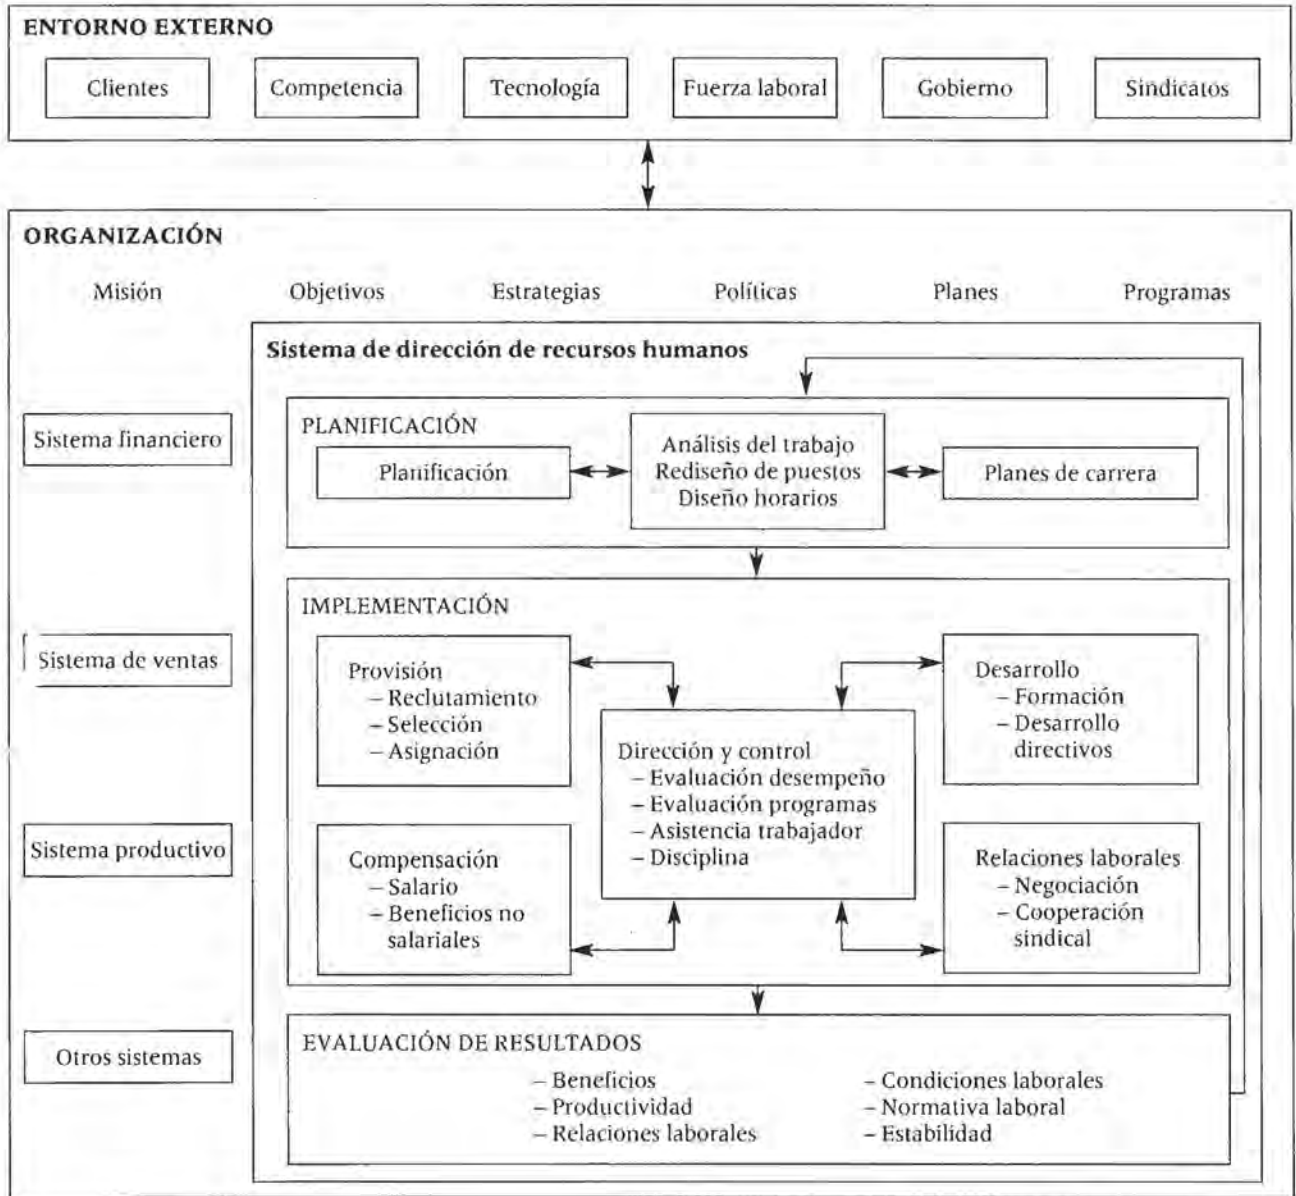 ENTORNO EXTERNO
Clientes
Competencia
Tecnología
Fuerza laboral
Gobierno
Sindicatos
ORGANIZACIÓN
Misión
Objetivos
Estrategias
Políticas
Planes
Programas
Sistema de dirección de recursos humanos
Sistema financiero
PLANIFICACIÓN
Planificación
Análisis del trabajo
Rediseño de puestos
Diseño horarios
Planes de carrera
Sistema de ventas
IMPLEMENTACIÓN
Provisión
– Reclutamiento
– Selección
– Asignación
Dirección y control
– Evaluación desempeño
– Evaluación programas
– Asistencia trabajador
– Disciplina
Desarrollo
– Formación
– Desarrollo
directivos
Sistema productivo
Compensación
– Salario
– Beneficios no
salariales
Relaciones laborales
– Negociación
– Cooperación
sindical
Otros sistemas
EVALUACIÓN DE RESULTADOS
– Beneficios
– Productividad
– Relaciones laborales
– Condiciones laborales
– Normativa laboral
– Estabilidad